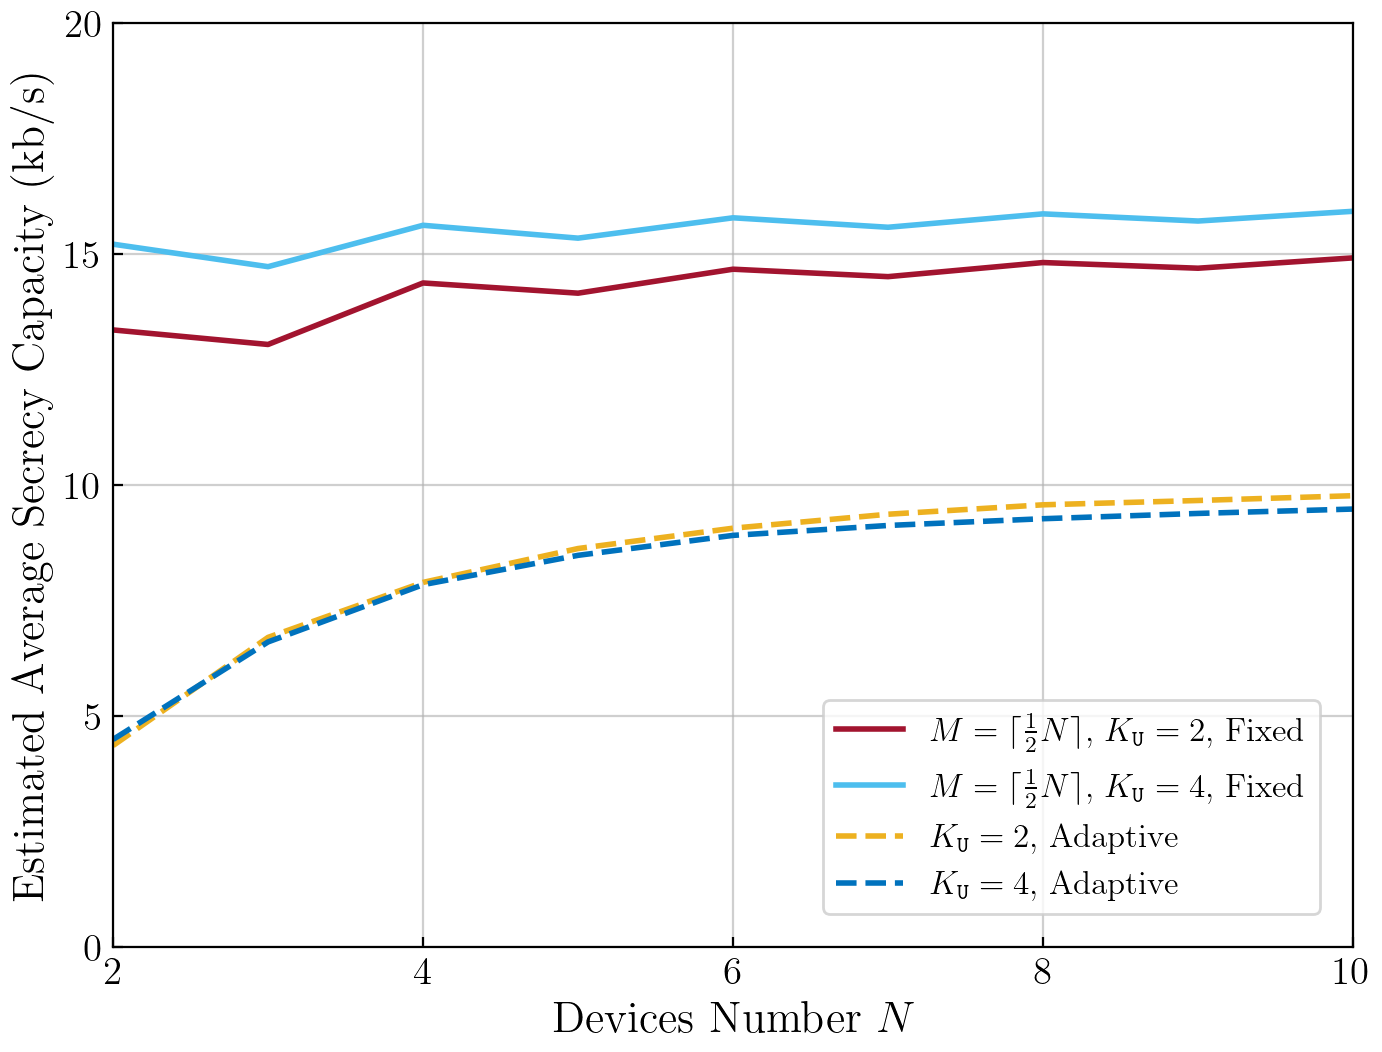 Estimated Average Secrecy Capacity (kb/s)
20
15
10
5
0
2 4 6 8 10
Devices Number N
M = ⌈½N⌉, K_U = 2, Fixed
M = ⌈½N⌉, K_U = 4, Fixed
K_U = 2, Adaptive
K_U = 4, Adaptive